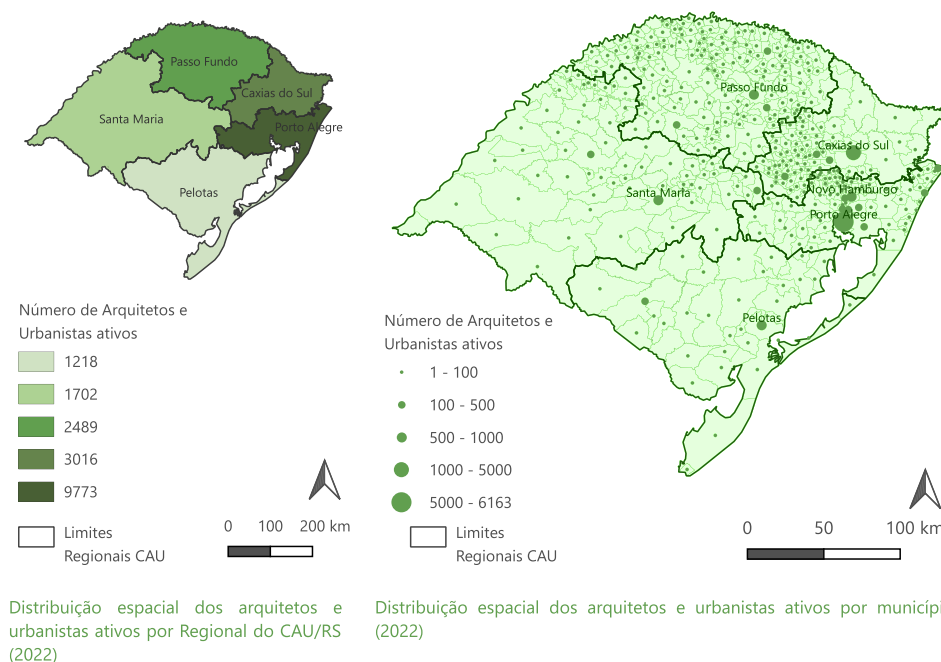 Passo Fundo
Caxias do Sul
Santa Maria
Porto Alegre
Pelotas
Número de Arquitetos e
Urbanistas ativos
1218
1702
2489
3016
9773
Limites
Regionais CAU
0 100 200 km
Distribuição espacial dos arquitetos e
urbanistas ativos por Regional do CAU/RS
(2022)
Passo Fundo
Caxias do Sul
Santa Maria
Novo Hamburgo
Porto Alegre
Pelotas
Número de Arquitetos e
Urbanistas ativos
1 - 100
100 - 500
500 - 1000
1000 - 5000
5000 - 6163
Limites
Regionais CAU
0 50 100 km
Distribuição espacial dos arquitetos e urbanistas ativos por municípi
(2022)